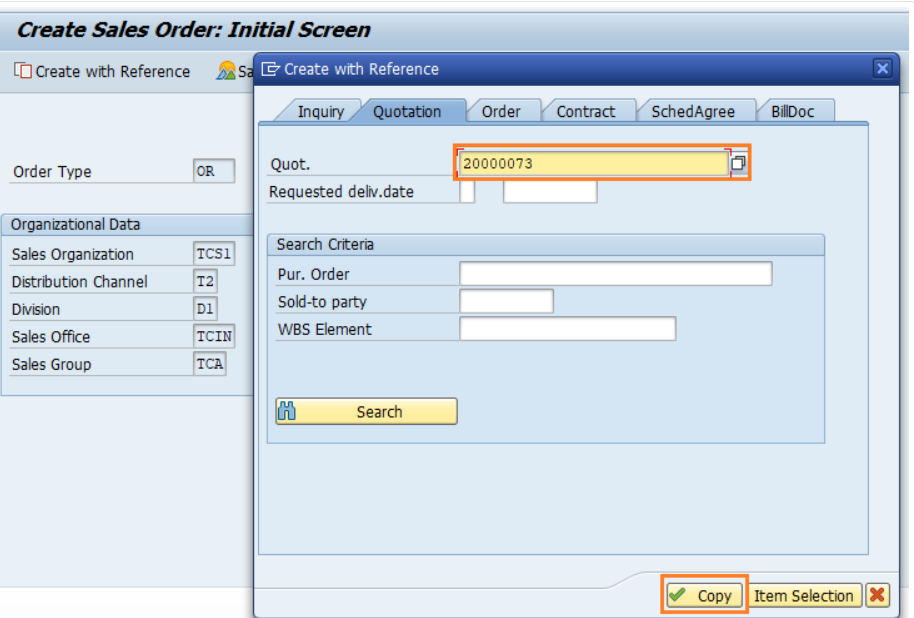 Create Sales Order: Initial Screen
Create with Reference Sa
Create with Reference
Inquiry Quotation Order Contract SchedAgree BillDoc
Quot. 20000073
Requested deliv.date
Order Type OR
Organizational Data
Sales Organization TCS1
Distribution Channel T2
Division D1
Sales Office TCIN
Sales Group TCA
Search Criteria
Pur. Order
Sold-to party
WBS Element
Search
Copy Item Selection